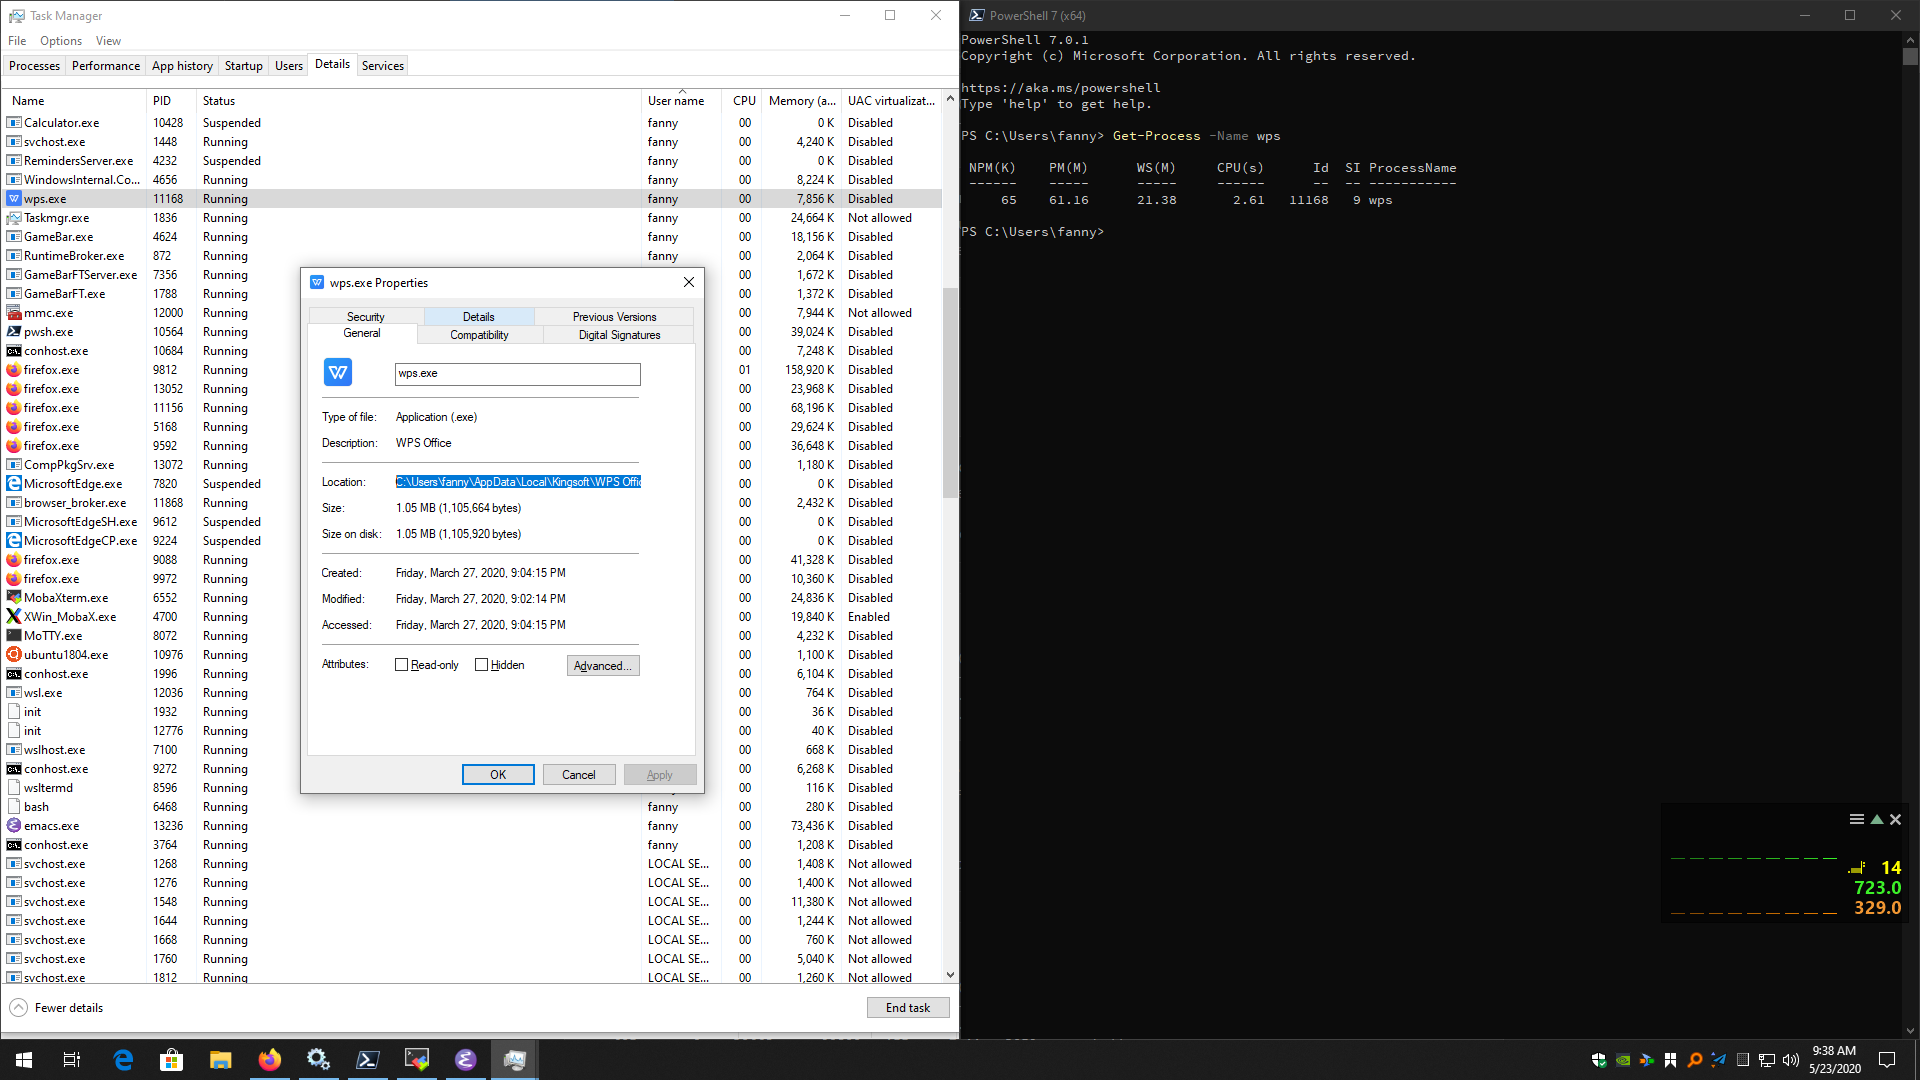 Task Manager
File Options View
Processes Performance App history Startup Users Details Services
Name PID Status User name CPU Memory (a... UAC virtualizat...
Calculator.exe 10428 Suspended fanny 00 0 K Disabled
svchost.exe 1448 Running fanny 00 4,240 K Disabled
RemindersServer.exe 4232 Suspended fanny 00 0 K Disabled
WindowsInternal.Co... 4656 Running fanny 00 8,224 K Disabled
wps.exe 11168 Running fanny 00 7,856 K Disabled
Taskmgr.exe 1836 Running fanny 00 24,664 K Not allowed
GameBar.exe 4624 Running fanny 00 18,156 K Disabled
RuntimeBroker.exe 872 Running fanny 00 2,064 K Disabled
GameBarFTServer.exe 7356 Running 00 1,672 K Disabled
GameBarFT.exe 1788 Running 00 1,372 K Disabled
mmc.exe 12000 Running 00 7,944 K Not allowed
pwsh.exe 10564 Running 00 39,024 K Disabled
conhost.exe 10684 Running 00 7,248 K Disabled
firefox.exe 9812 Running 01 158,920 K Disabled
firefox.exe 13052 Running 00 23,968 K Disabled
firefox.exe 11156 Running 00 68,196 K Disabled
firefox.exe 5168 Running 00 29,624 K Disabled
firefox.exe 9592 Running 00 36,648 K Disabled
CompPkgSrv.exe 13072 Running 00 1,180 K Disabled
MicrosoftEdge.exe 7820 Suspended 00 0 K Disabled
browser_broker.exe 11868 Running 00 2,432 K Disabled
MicrosoftEdgeSH.exe 9612 Suspended 00 0 K Disabled
MicrosoftEdgeCP.exe 9224 Suspended 00 0 K Disabled
firefox.exe 9088 Running 00 41,328 K Disabled
firefox.exe 9972 Running 00 10,360 K Disabled
MobaXterm.exe 6552 Running 00 24,836 K Disabled
XWin_MobaX.exe 4700 Running 00 19,840 K Enabled
MoTTY.exe 8072 Running 00 4,232 K Disabled
ubuntu1804.exe 10976 Running 00 1,100 K Disabled
conhost.exe 1996 Running 00 6,104 K Disabled
wsl.exe 12036 Running 00 764 K Disabled
init 1932 Running 00 36 K Disabled
init 12776 Running 00 40 K Disabled
wslhost.exe 7100 Running 00 668 K Disabled
conhost.exe 9272 Running 00 6,268 K Disabled
wsltermd 8596 Running 00 116 K Disabled
bash 6468 Running fanny 00 280 K Disabled
emacs.exe 13236 Running fanny 00 73,436 K Disabled
conhost.exe 3764 Running fanny 00 1,208 K Disabled
svchost.exe 1268 Running LOCAL SE... 00 1,408 K Not allowed
svchost.exe 1276 Running LOCAL SE... 00 1,400 K Not allowed
svchost.exe 1548 Running LOCAL SE... 00 11,380 K Not allowed
svchost.exe 1644 Running LOCAL SE... 00 1,244 K Not allowed
svchost.exe 1668 Running LOCAL SE... 00 760 K Not allowed
svchost.exe 1760 Running LOCAL SE... 00 5,040 K Not allowed
svchost.exe 1812 Running LOCAL SE... 00 1,260 K Not allowed
Fewer details End task
wps.exe Properties
Security Details Previous Versions
General Compatibility Digital Signatures
wps.exe
Type of file: Application (.exe)
Description: WPS Office
Location: C:\Users\fanny\AppData\Local\Kingsoft\WPS Offic
Size: 1.05 MB (1,105,664 bytes)
Size on disk: 1.05 MB (1,105,920 bytes)
Created: Friday, March 27, 2020, 9:04:15 PM
Modified: Friday, March 27, 2020, 9:02:14 PM
Accessed: Friday, March 27, 2020, 9:04:15 PM
Attributes: Read-only Hidden Advanced...
OK Cancel Apply
PowerShell 7 (x64)
PowerShell 7.0.1
Copyright (c) Microsoft Corporation. All rights reserved.
https://aka.ms/powershell
Type 'help' to get help.
PS C:\Users\fanny> Get-Process -Name wps
NPM(K) PM(M) WS(M) CPU(s) Id SI ProcessName
------ ----- ----- ------ -- -- -----------
65 61.16 21.38 2.61 11168 9 wps
PS C:\Users\fanny>
14
723.0
329.0
9:38 AM
5/23/2020